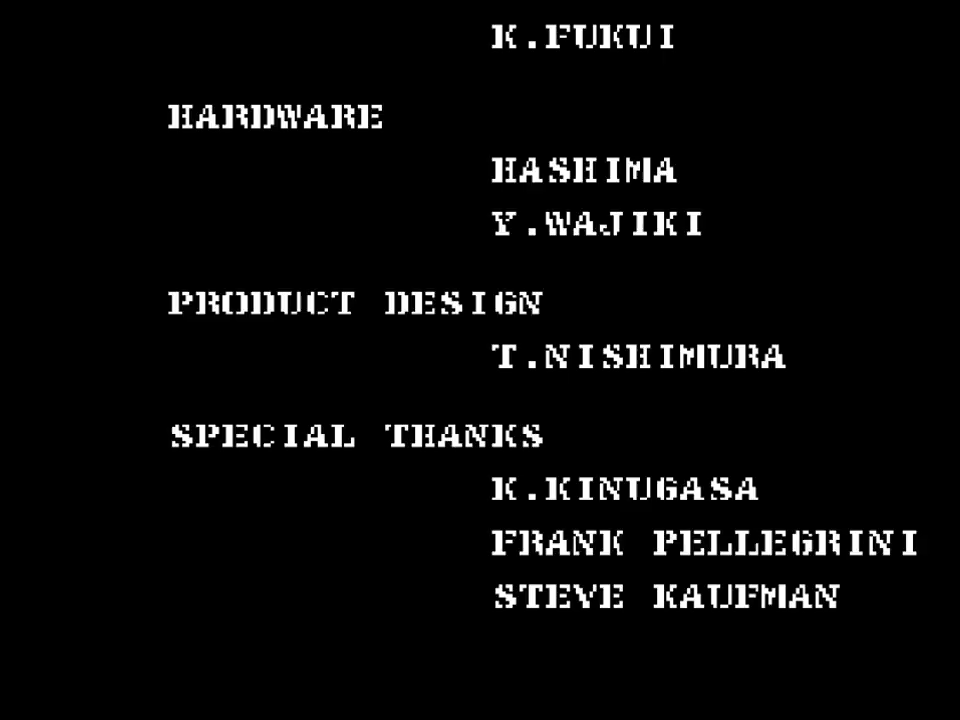 K.FUKUI
HARDWARE
HASHIMA
Y.WAJIKI
PRODUCT DESIGN
T.NISHIMURA
SPECIAL THANKS
K.KINUGASA
FRANK PELLEGRINI
STEVE KAUFMAN